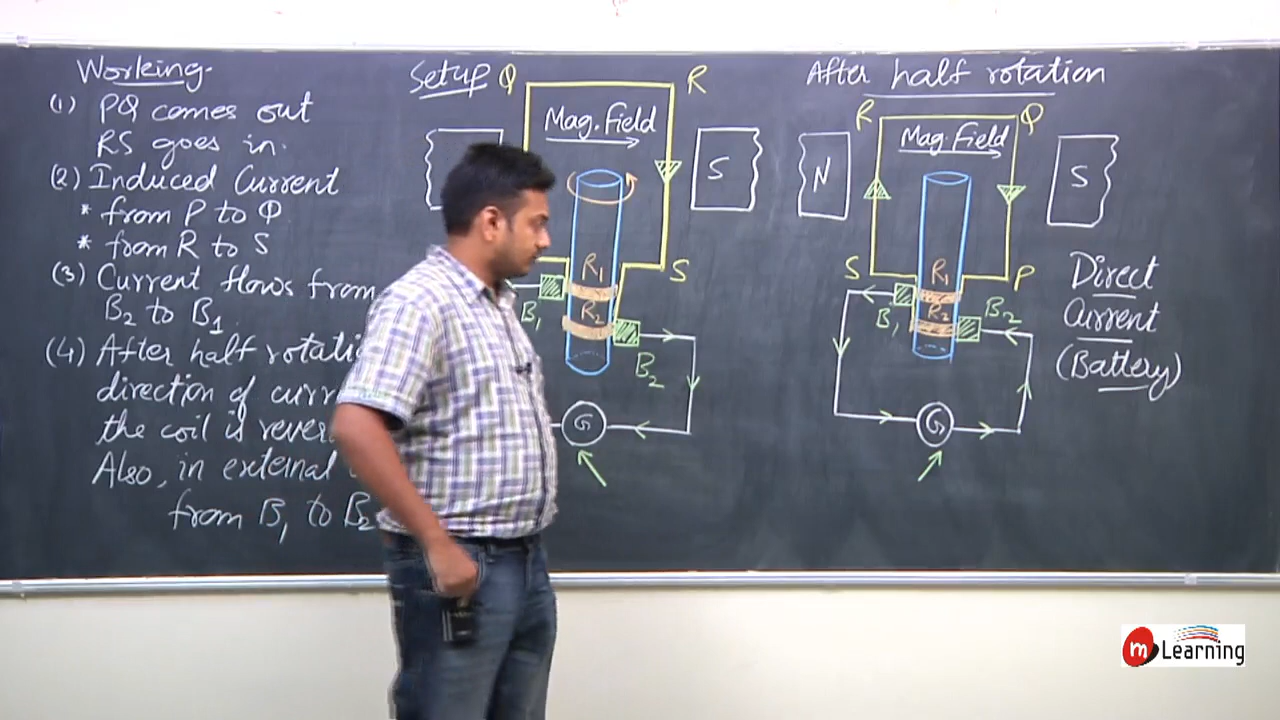 Working.
(1) PQ comes out
RS goes in.
(2) Induced Current
* from P to Q
* from R to S
(3) Current flows from
B2 to B1
(4) After half
direction of
the coil is
Also, in external
from B1 to B2
Setup
Q
R
Mag. Field
S
S
R1
R2
B1
B2
G
After half rotation
R
Q
Mag. Field
N
S
S
P
R1
R2
B1
B2
G
Direct
Current
(Battery)
m Learning